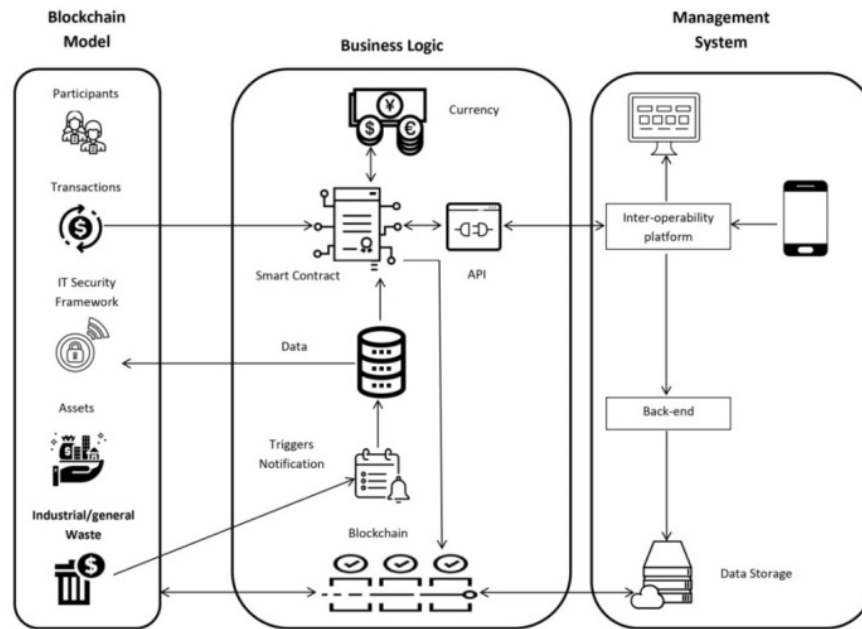 Blockchain
Model
Business Logic
Management
System
Participants
Transactions
IT Security
Framework
Assets
Industrial/general
Waste
¥
$
€
Currency
Smart Contract
API
Data
Triggers
Notification
Blockchain
Inter-operability
platform
Back-end
Data Storage
$
$
$